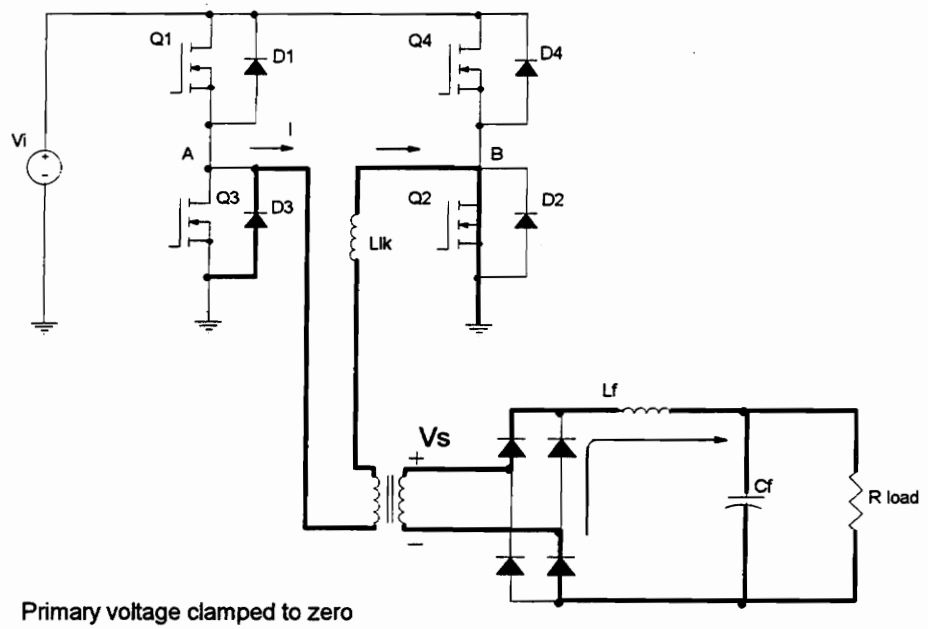 Q1
D1
Q4
D4
Vi
+
-
A
I
B
Q3
D3
Q2
D2
Llk
Lf
Vs
+
−
Cf
R load
Primary voltage clamped to zero